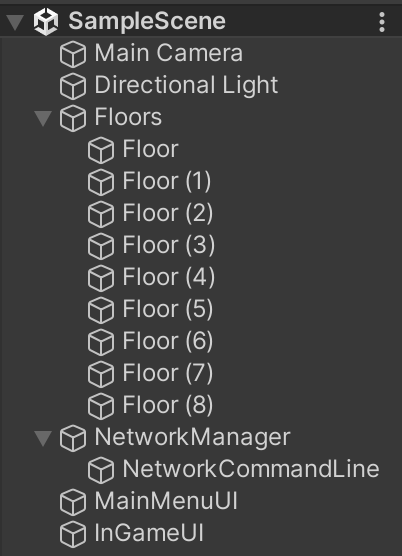 SampleScene
Main Camera
Directional Light
Floors
Floor
Floor (1)
Floor (2)
Floor (3)
Floor (4)
Floor (5)
Floor (6)
Floor (7)
Floor (8)
NetworkManager
NetworkCommandLine
MainMenuUI
InGameUI